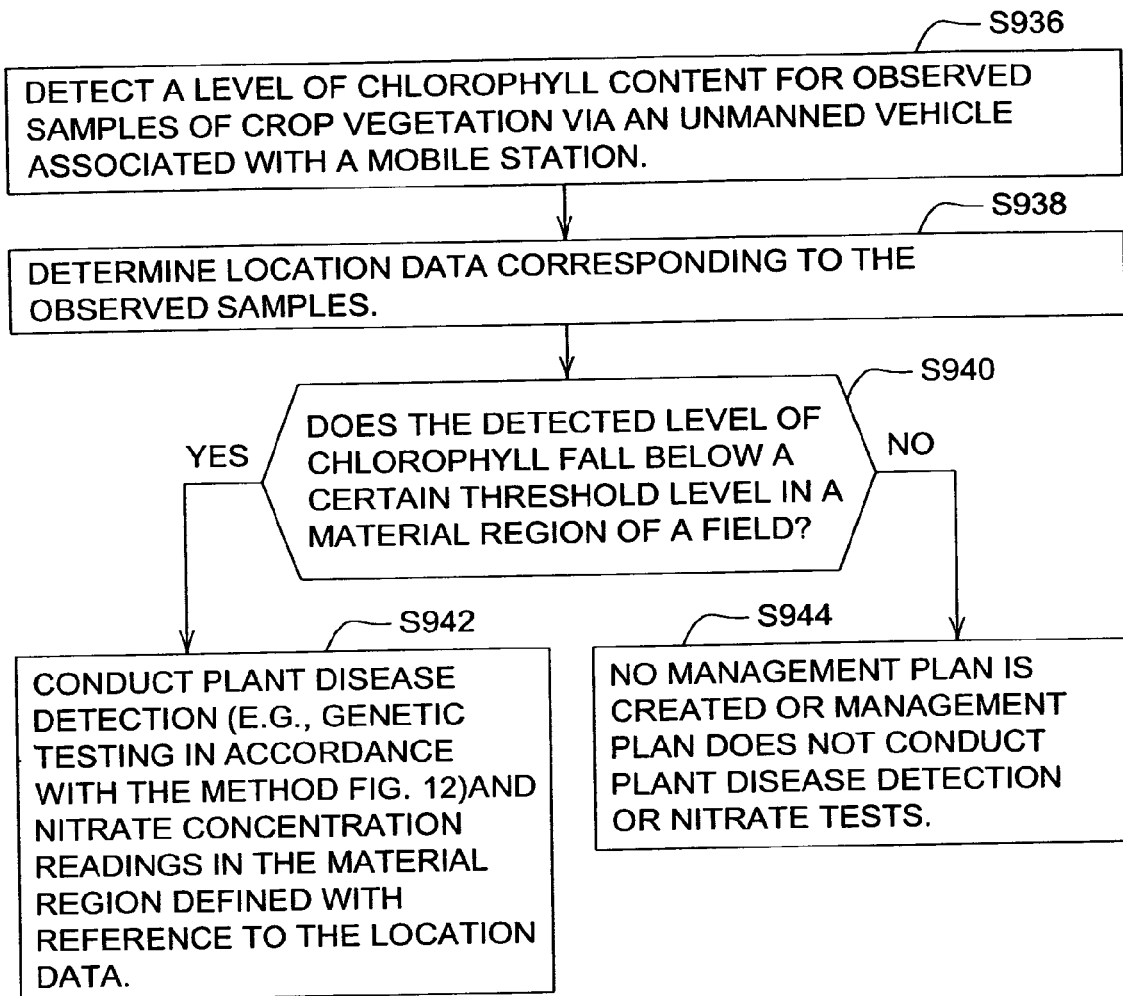 S936
DETECT A LEVEL OF CHLOROPHYLL CONTENT FOR OBSERVED
SAMPLES OF CROP VEGETATION VIA AN UNMANNED VEHICLE
ASSOCIATED WITH A MOBILE STATION.
S938
DETERMINE LOCATION DATA CORRESPONDING TO THE
OBSERVED SAMPLES.
S940
DOES THE DETECTED LEVEL OF
CHLOROPHYLL FALL BELOW A
CERTAIN THRESHOLD LEVEL IN A
MATERIAL REGION OF A FIELD?
YES
NO
S942
CONDUCT PLANT DISEASE
DETECTION (E.G., GENETIC
TESTING IN ACCORDANCE
WITH THE METHOD FIG. 12)AND
NITRATE CONCENTRATION
READINGS IN THE MATERIAL
REGION DEFINED WITH
REFERENCE TO THE LOCATION
DATA.
S944
NO MANAGEMENT PLAN IS
CREATED OR MANAGEMENT
PLAN DOES NOT CONDUCT
PLANT DISEASE DETECTION
OR NITRATE TESTS.